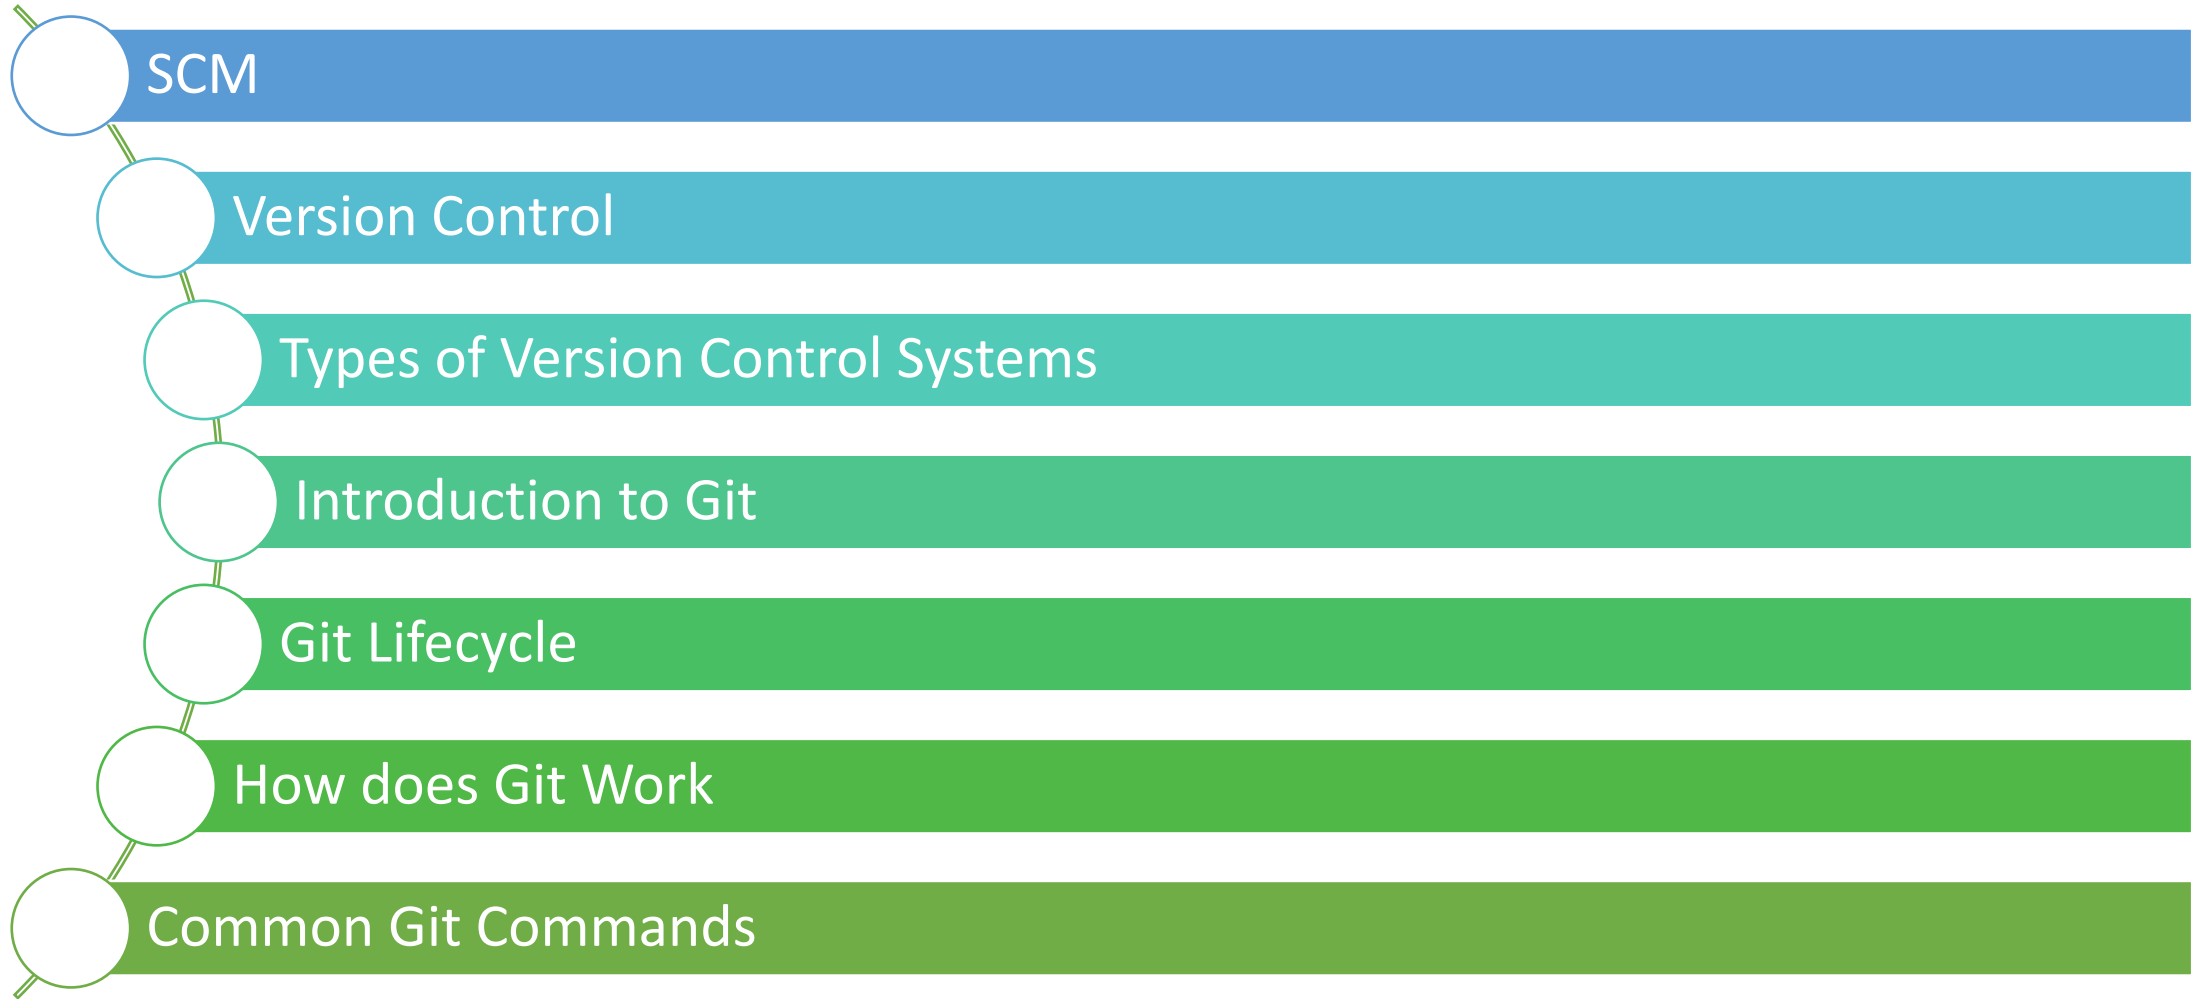 SCM
Version Control
Types of Version Control Systems
Introduction to Git
Git Lifecycle
How does Git Work
Common Git Commands